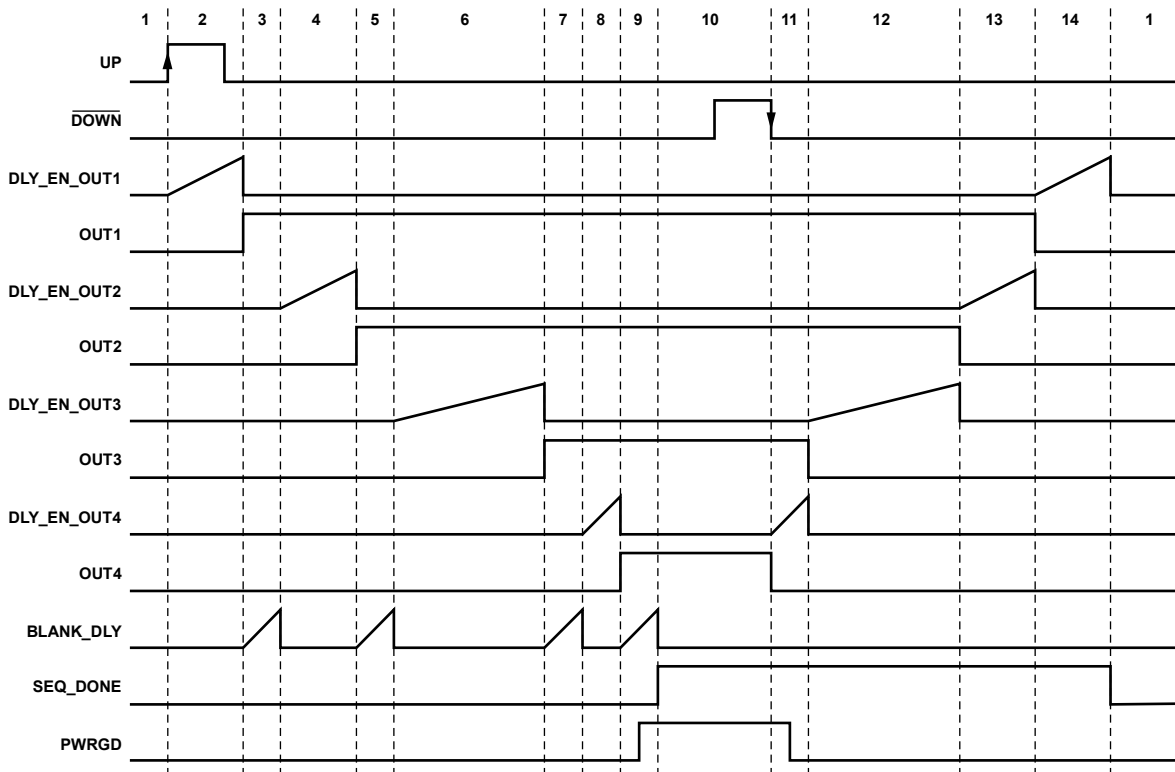 1 2 3 4 5 6 7 8 9 10 11 12 13 14 1
UP
DOWN
DLY_EN_OUT1
OUT1
DLY_EN_OUT2
OUT2
DLY_EN_OUT3
OUT3
DLY_EN_OUT4
OUT4
BLANK_DLY
SEQ_DONE
PWRGD